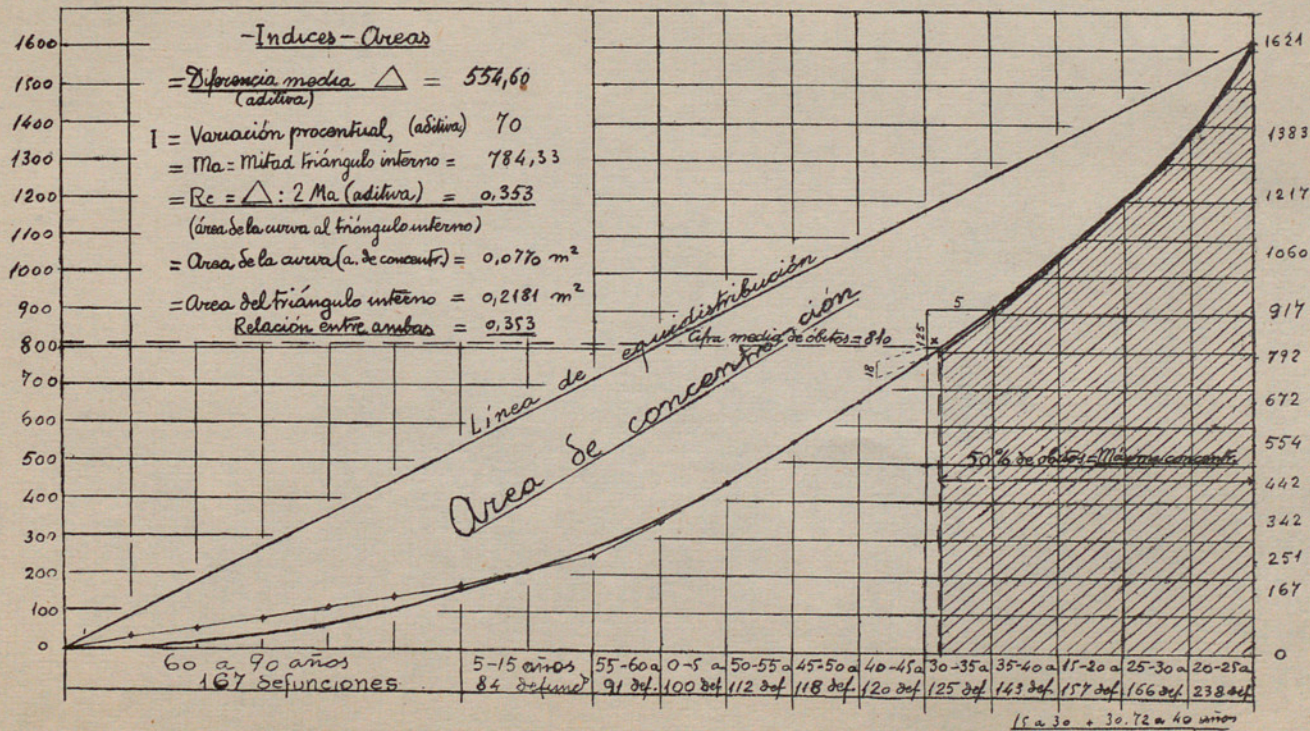 -Indices-Areas
= Diferencia media △ = 554,60
(aditiva)
I = Variación procentual, (aditiva) 70
= Ma = Mitad triángulo interno = 784,33
= Rc = △ : 2 Ma (aditiva) = 0,353
(área de la curva al triángulo interno)
= Area de la curva (a. de concentr.) = 0,0770 m²
= Area del triángulo interno = 0,2181 m²
Relación entre ambas = 0,353
1600
1500
1400
1300
1200
1100
1000
900
800
700
600
500
400
300
200
100
0
Línea de equidistribución
Area de concentración
Cifra media de óbitos = 810
5
125
x
18
50% de óbitos = Máxima concentr.
1621
1383
1217
1060
917
792
672
554
442
342
251
167
0
60 a 90 años 5-15 años 55-60 a 0-5 a 50-55 a 45-50 a 40-45 a 30-35 a 35-40 a 15-20 a 25-30 a 20-25 a
167 defunciones 84 defunc. 91 def. 100 def. 112 def. 118 def. 120 def. 125 def. 143 def. 157 def. 166 def. 238 def.
15 a 30 + 30.72 a 40 años